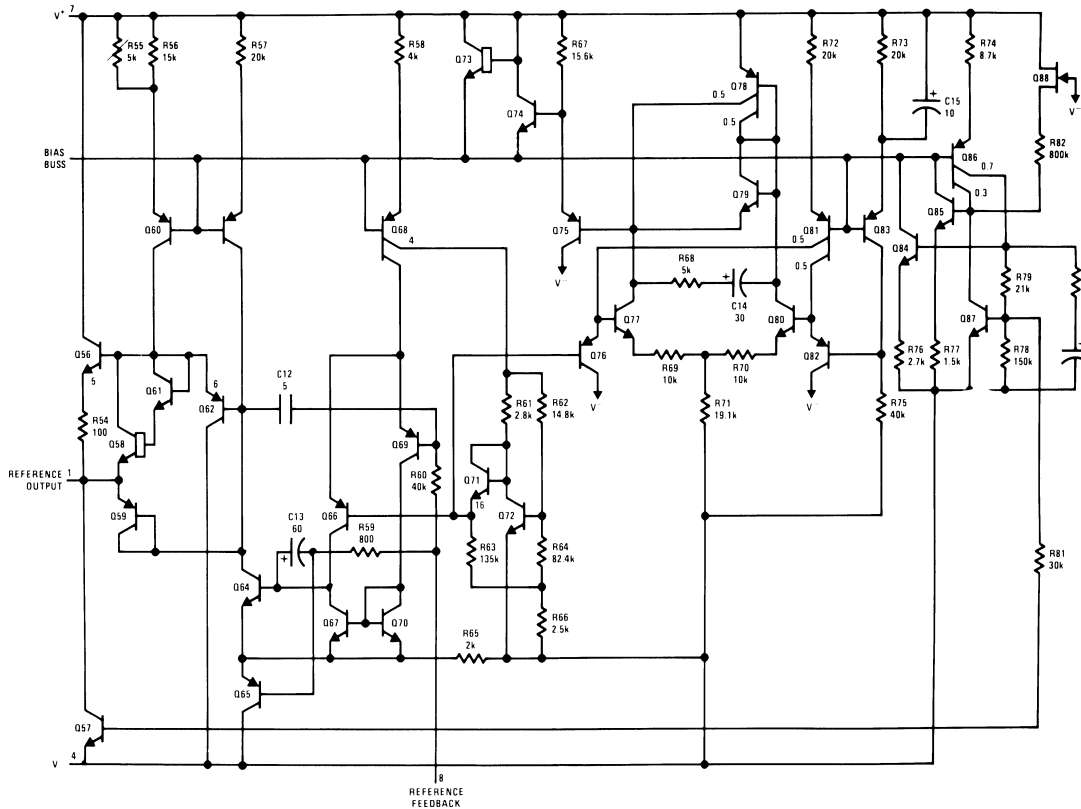 V+ 7
R55 5k
R56 15k
R57 20k
R58 4k
Q73
R67 15.6k
Q74
Q78
0.5
0.5
R72 20k
R73 20k
R74 8.7k
Q88
V-
C15 10
+
R82 800k
BIAS BUSS
Q86
0.7
0.3
Q79
Q85
Q60
Q68
4
Q75
V-
Q81
Q83
0.5
0.5
Q84
R68 5k
+
C14 30
R79 21k
Q77
Q80
Q87
Q56
5
Q61
6
Q62
C12 5
Q76
V-
R69 10k
R70 10k
Q82
V-
R76 2.7k
R77 1.5k
R78 150k
+
R54 100
Q58
R61 2.8k
R62 14.8k
R71 19.1k
R75 40k
Q69
R60 40k
REFERENCE OUTPUT 1
Q71
16
Q59
Q66
Q72
C13 60
+
R59 800
R63 135k
R64 82.4k
R81 30k
Q64
Q67
Q70
R66 2.5k
R65 2k
Q65
Q57
V 4
8
REFERENCE FEEDBACK